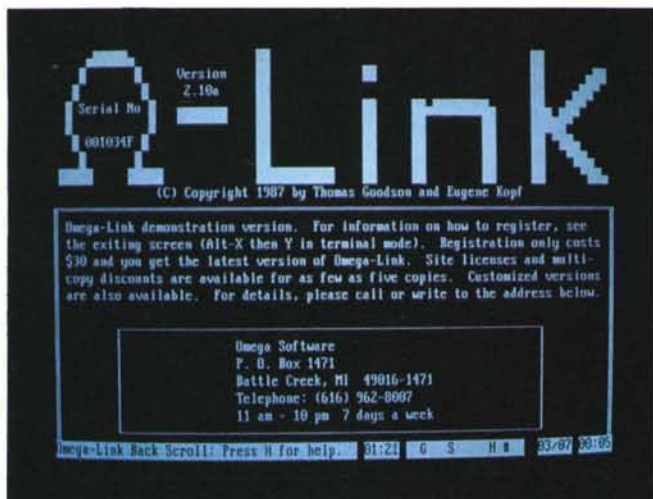 Ω-Link
Version
2.10a
Serial No
001034F
(C) Copyright 1987 by Thomas Goodson and Eugene Kopf
Omega-Link demonstration version. For information on how to register, see
the exiting screen (Alt-X then Y in terminal mode). Registration only costs
$30 and you get the latest version of Omega-Link. Site licenses and multi-
copy discounts are available for as few as five copies. Customized versions
are also available. For details, please call or write to the address below.
Omega Software
P. O. Box 1471
Battle Creek, MI 49016-1471
Telephone: (616) 962-8007
11 am - 10 pm 7 days a week
Omega-Link Back Scroll: Press H for help. 01:21 G S H 03/07 00:05